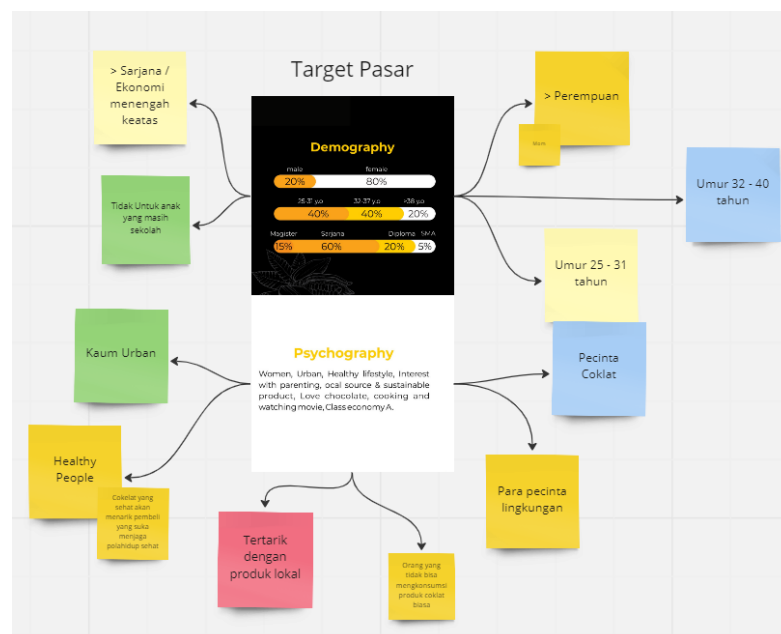 Target Pasar
> Sarjana /
Ekonomi
menengah
keatas
Tidak Untuk anak
yang masih
sekolah
Demography
male female
20% 80%
25-31 y.o 32-37 y.o >38 y.o
40% 40% 20%
Magister Sarjana Diploma SMA
15% 60% 20% 5%
> Perempuan
Mom
Umur 32 - 40
tahun
Umur 25 - 31
tahun
Psychography
Women, Urban, Healthy lifestyle, Interest
with parenting, ocal source & sustainable
product, Love chocolate, cooking and
watching movie, Class economy A.
Kaum Urban
Healthy
People
Cokelat yang
sehat akan
menarik pembeli
yang suka
menjaga
polahidup sehat
Pecinta
Coklat
Para pecinta
lingkungan
Tertarik
dengan
produk lokal
Orang yang
tidak bisa
mengkonsumsi
produk coklat
biasa